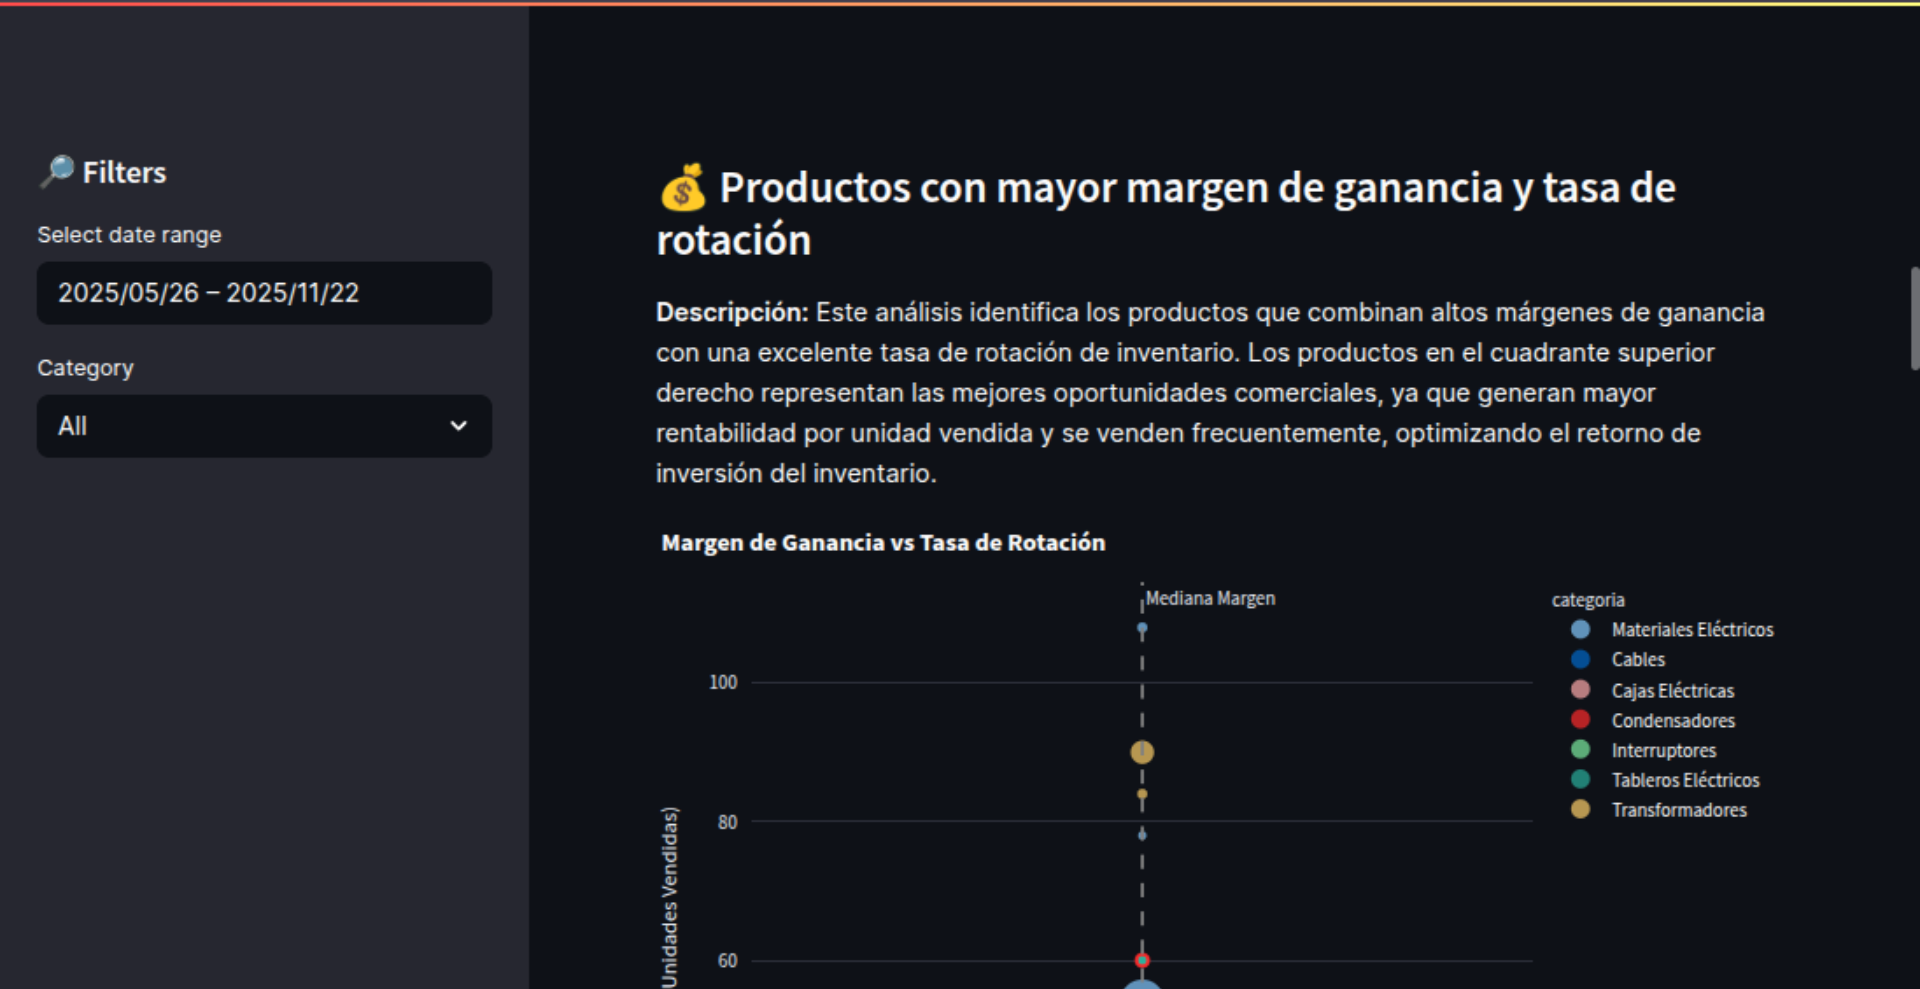 Filters
Select date range
2025/05/26 – 2025/11/22
Category
All
Productos con mayor margen de ganancia y tasa de
rotación
Descripción: Este análisis identifica los productos que combinan altos márgenes de ganancia
con una excelente tasa de rotación de inventario. Los productos en el cuadrante superior
derecho representan las mejores oportunidades comerciales, ya que generan mayor
rentabilidad por unidad vendida y se venden frecuentemente, optimizando el retorno de
inversión del inventario.
Margen de Ganancia vs Tasa de Rotación
Mediana Margen
100
80
60
Unidades Vendidas)
categoria
Materiales Eléctricos
Cables
Cajas Eléctricas
Condensadores
Interruptores
Tableros Eléctricos
Transformadores